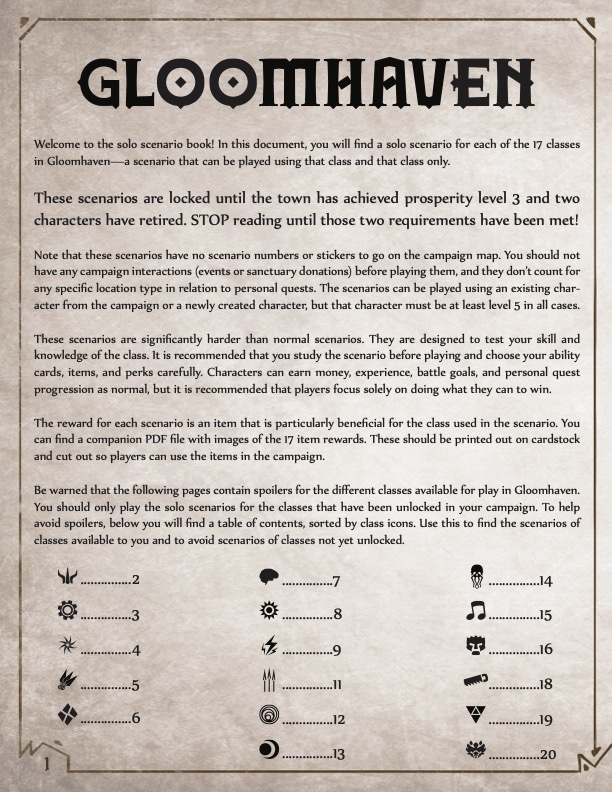 GLOOMHAVEN
Welcome to the solo scenario book! In this document, you will find a solo scenario for each of the 17 classes
in Gloomhaven—a scenario that can be played using that class and that class only.
These scenarios are locked until the town has achieved prosperity level 3 and two
characters have retired. STOP reading until those two requirements have been met!
Note that these scenarios have no scenario numbers or stickers to go on the campaign map. You should not
have any campaign interactions (events or sanctuary donations) before playing them, and they don't count for
any specific location type in relation to personal quests. The scenarios can be played using an existing char-
acter from the campaign or a newly created character, but that character must be at least level 5 in all cases.
These scenarios are significantly harder than normal scenarios. They are designed to test your skill and
knowledge of the class. It is recommended that you study the scenario before playing and choose your ability
cards, items, and perks carefully. Characters can earn money, experience, battle goals, and personal quest
progression as normal, but it is recommended that players focus solely on doing what they can to win.
The reward for each scenario is an item that is particularly beneficial for the class used in the scenario. You
can find a companion PDF file with images of the 17 item rewards. These should be printed out on cardstock
and cut out so players can use the items in the campaign.
Be warned that the following pages contain spoilers for the different classes available for play in Gloomhaven.
You should only play the solo scenarios for the classes that have been unlocked in your campaign. To help
avoid spoilers, below you will find a table of contents, sorted by class icons. Use this to find the scenarios of
classes available to you and to avoid scenarios of classes not yet unlocked.
...............2
...............3
...............4
...............5
...............6
...............7
...............8
...............9
...............11
...............12
...............13
...............14
...............15
...............16
...............18
...............19
...............20
1